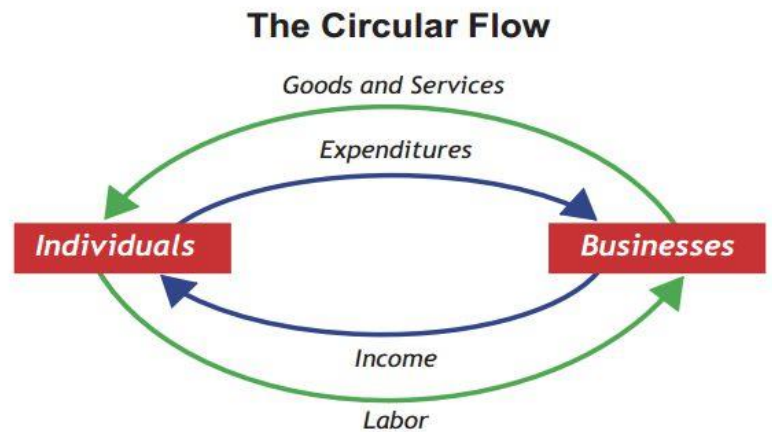 The Circular Flow
Goods and Services
Expenditures
Individuals
Businesses
Income
Labor